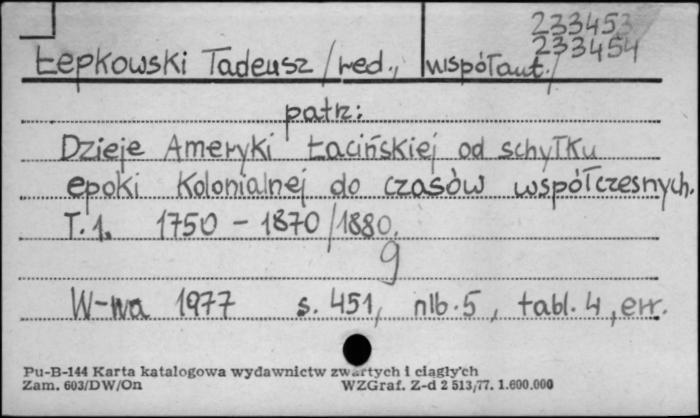 233453
233454
Łepkowski Tadeusz /red., współaut./
patrz:
Dzieje Ameryki Łacińskiej od schyłku
epoki kolonialnej do czasów współczesnych.
T.1. 1750 - 1870/1880.
g
W-wa 1977 s. 451, nlb. 5, tabl. 4, err.
Pu-B-144 Karta katalogowa wydawnictw zwartych i ciągłych
Zam. 603/DW/On WZGraf. Z-d 2 513/77. 1.600.000